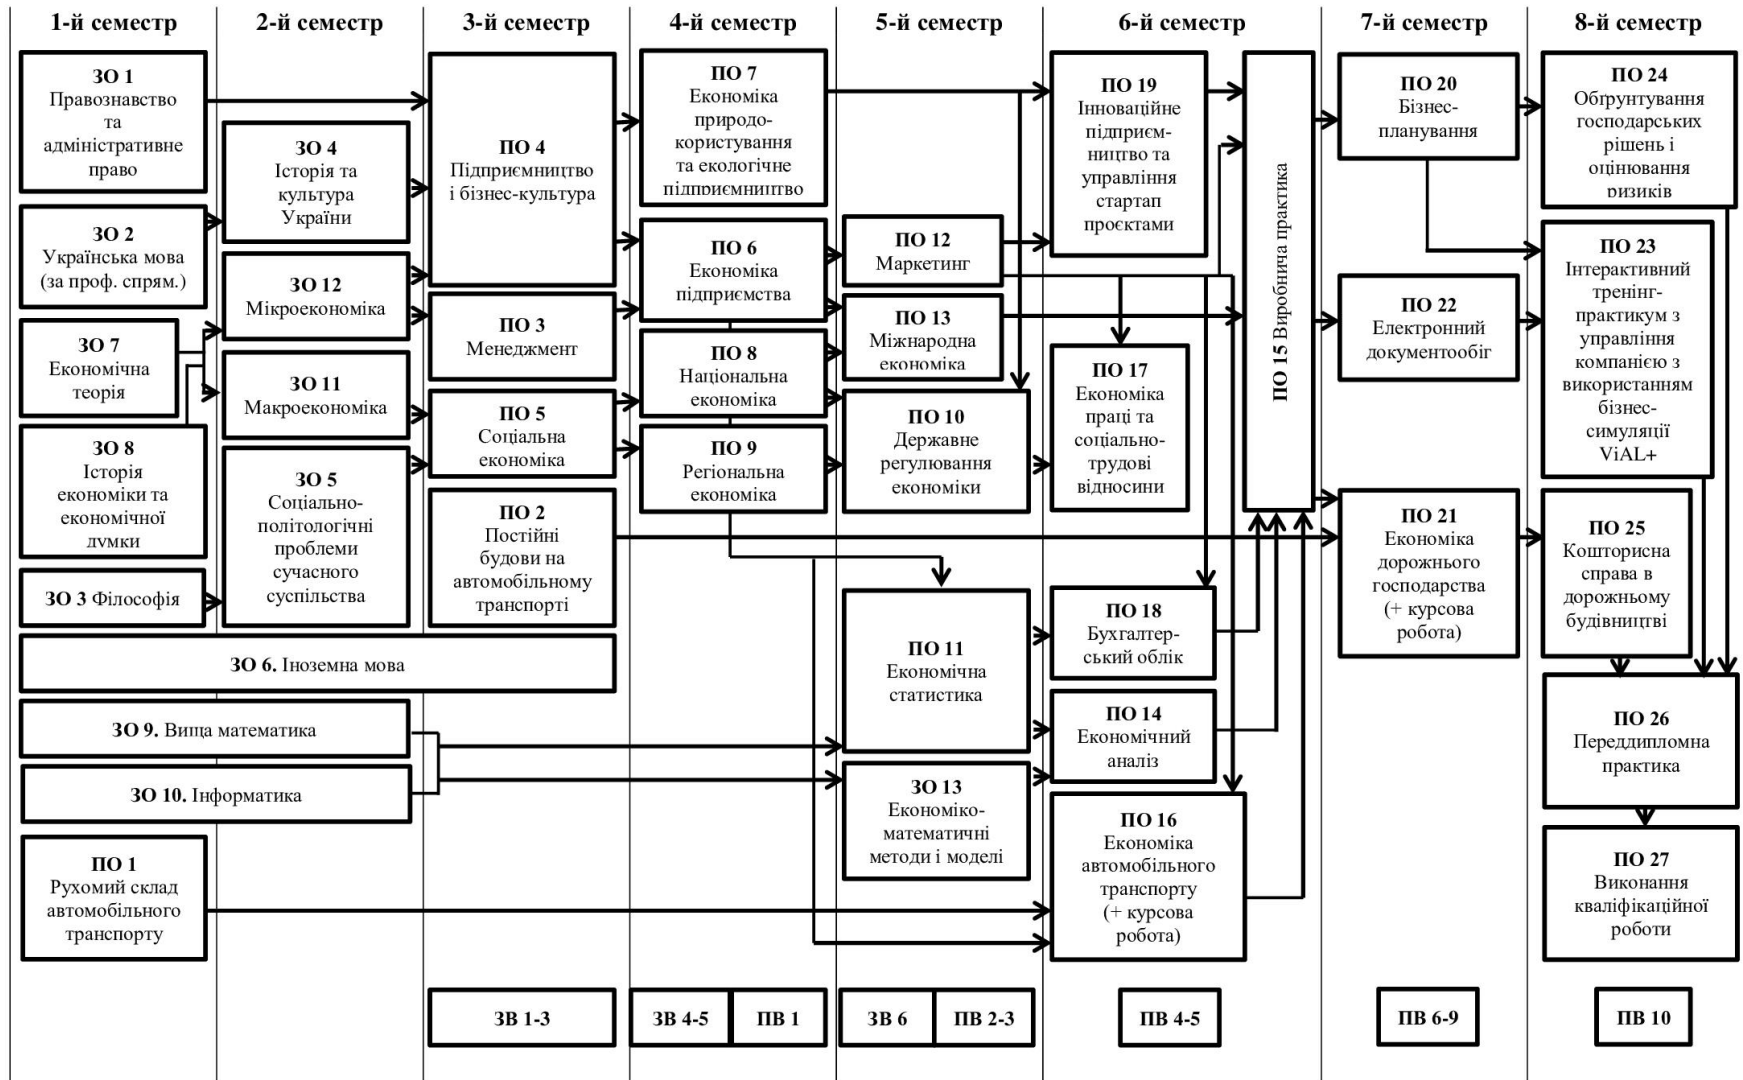 1-й семестр
2-й семестр
3-й семестр
4-й семестр
5-й семестр
6-й семестр
7-й семестр
8-й семестр
ЗО 1
Правознавство
та
адміністративне
право
ЗО 2
Українська мова
(за проф. спрям.)
ЗО 7
Економічна
теорія
ЗО 8
Історія
економіки та
економічної
думки
ЗО 3 Філософія
ЗО 6. Іноземна мова
ЗО 9. Вища математика
ЗО 10. Інформатика
ПО 1
Рухомий склад
автомобільного
транспорту
ЗО 4
Історія та
культура
України
ЗО 12
Мікроекономіка
ЗО 11
Макроекономіка
ЗО 5
Соціально-
політологічні
проблеми
сучасного
суспільства
ПО 4
Підприємництво
і бізнес-культура
ПО 3
Менеджмент
ПО 5
Соціальна
економіка
ПО 2
Постійні
будови на
автомобільному
транспорті
ПО 7
Економіка
природо-
користування
та екологічне
підприємництво
ПО 6
Економіка
підприємства
ПО 8
Національна
економіка
ПО 9
Регіональна
економіка
ПО 12
Маркетинг
ПО 13
Міжнародна
економіка
ПО 10
Державне
регулювання
економіки
ПО 11
Економічна
статистика
ЗО 13
Економіко-
математичні
методи і моделі
ПО 19
Інноваційне
підприєм-
ництво та
управління
стартап
проєктами
ПО 17
Економіка
праці та
соціально-
трудові
відносини
ПО 18
Бухгалтер-
ський облік
ПО 14
Економічний
аналіз
ПО 16
Економіка
автомобільного
транспорту
(+ курсова
робота)
ПО 15 Виробнича практика
ПО 20
Бізнес-
планування
ПО 22
Електронний
документообіг
ПО 21
Економіка
дорожнього
господарства
(+ курсова
робота)
ПО 24
Обґрунтування
господарських
рішень і
оцінювання
ризиків
ПО 23
Інтерактивний
тренінг-
практикум з
управління
компанією з
використанням
бізнес-
симуляції
ViAL+
ПО 25
Кошторисна
справа в
дорожньому
будівництві
ПО 26
Переддипломна
практика
ПО 27
Виконання
кваліфікаційної
роботи
ЗВ 1-3
ЗВ 4-5
ПВ 1
ЗВ 6
ПВ 2-3
ПВ 4-5
ПВ 6-9
ПВ 10